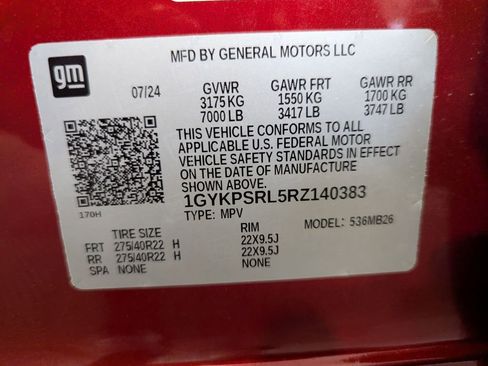 gm
MFD BY GENERAL MOTORS LLC
07/24 GVWR GAWR FRT GAWR RR
3175 KG 1550 KG 1700 KG
7000 LB 3417 LB 3747 LB
THIS VEHICLE CONFORMS TO ALL
APPLICABLE U.S. FEDERAL MOTOR
VEHICLE SAFETY STANDARDS IN EFFECT
ON THE DATE OF MANUFACTURE
SHOWN ABOVE.
170H 1GYKPSRL5RZ140383
TYPE: MPV MODEL: 536MB26
TIRE SIZE RIM
FRT 275/40R22 H 22X9.5J
RR 275/40R22 H 22X9.5J
SPA NONE NONE